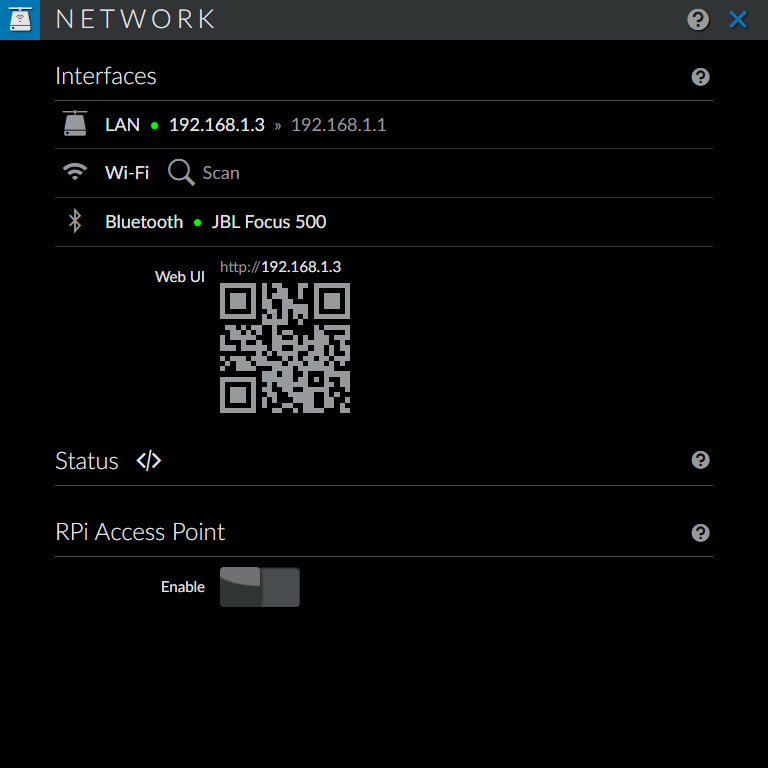 NETWORK
Interfaces
LAN • 192.168.1.3 » 192.168.1.1
Wi-Fi Scan
Bluetooth • JBL Focus 500
http://192.168.1.3
Web UI
Status </>
RPi Access Point
Enable